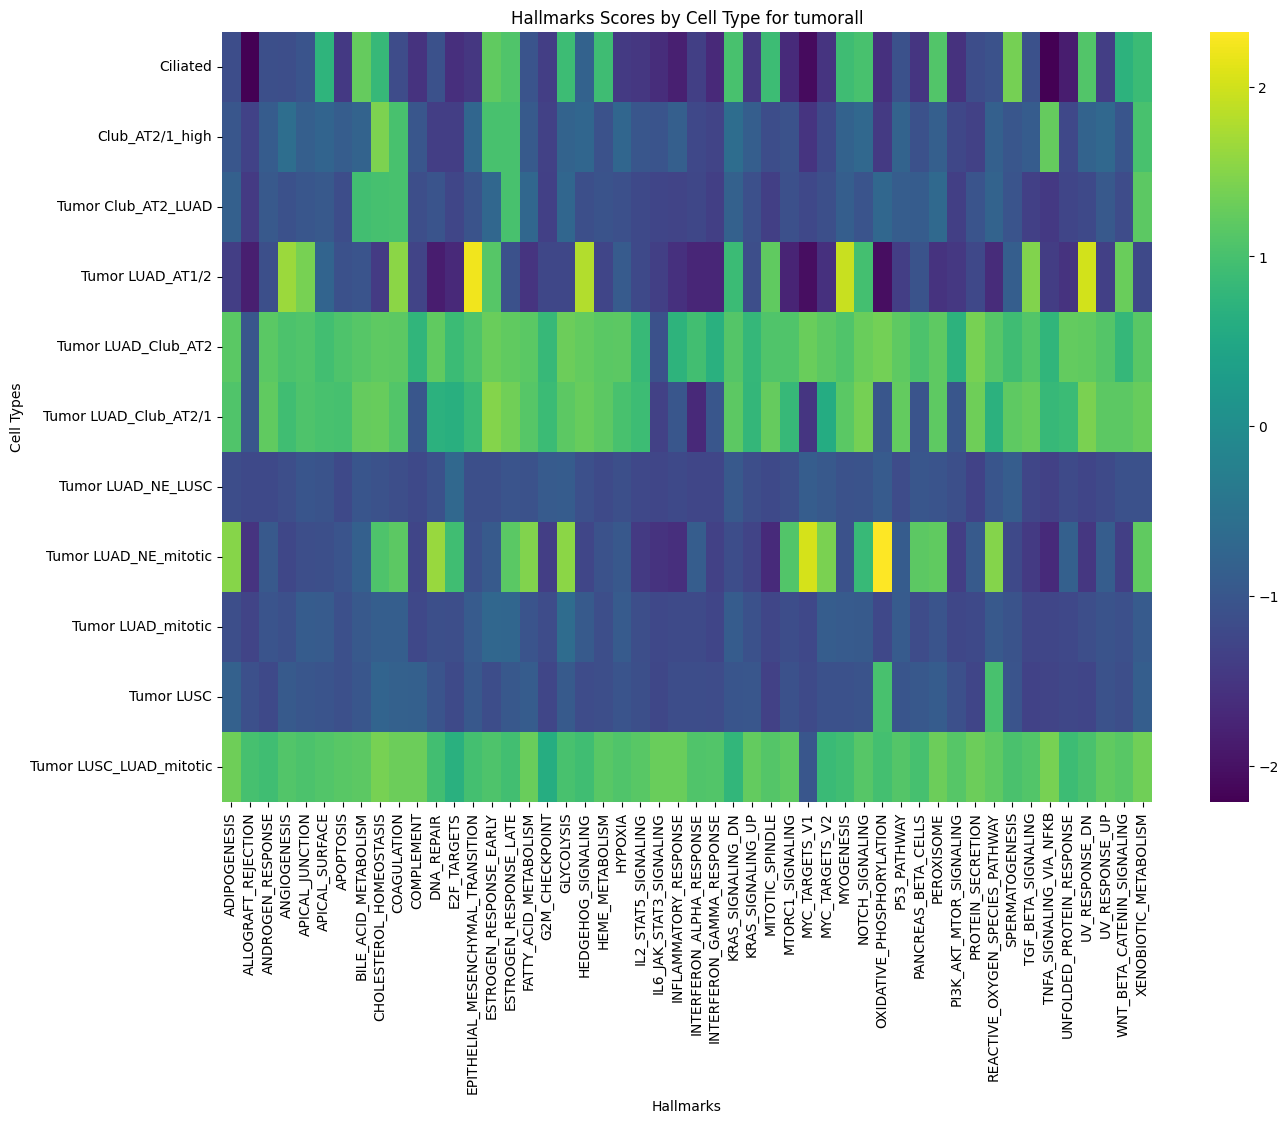 Hallmarks Scores by Cell Type for tumorall
Cell Types
Ciliated
Club_AT2/1_high
Tumor Club_AT2_LUAD
Tumor LUAD_AT1/2
Tumor LUAD_Club_AT2
Tumor LUAD_Club_AT2/1
Tumor LUAD_NE_LUSC
Tumor LUAD_NE_mitotic
Tumor LUAD_mitotic
Tumor LUSC
Tumor LUSC_LUAD_mitotic
ADIPOGENESIS
ALLOGRAFT_REJECTION
ANDROGEN_RESPONSE
ANGIOGENESIS
APICAL_JUNCTION
APICAL_SURFACE
APOPTOSIS
BILE_ACID_METABOLISM
CHOLESTEROL_HOMEOSTASIS
COAGULATION
COMPLEMENT
DNA_REPAIR
E2F_TARGETS
EPITHELIAL_MESENCHYMAL_TRANSITION
ESTROGEN_RESPONSE_EARLY
ESTROGEN_RESPONSE_LATE
FATTY_ACID_METABOLISM
G2M_CHECKPOINT
GLYCOLYSIS
HEDGEHOG_SIGNALING
HEME_METABOLISM
HYPOXIA
IL2_STAT5_SIGNALING
IL6_JAK_STAT3_SIGNALING
INFLAMMATORY_RESPONSE
INTERFERON_ALPHA_RESPONSE
INTERFERON_GAMMA_RESPONSE
KRAS_SIGNALING_DN
KRAS_SIGNALING_UP
MITOTIC_SPINDLE
MTORC1_SIGNALING
MYC_TARGETS_V1
MYC_TARGETS_V2
MYOGENESIS
NOTCH_SIGNALING
OXIDATIVE_PHOSPHORYLATION
P53_PATHWAY
PANCREAS_BETA_CELLS
PEROXISOME
PI3K_AKT_MTOR_SIGNALING
PROTEIN_SECRETION
REACTIVE_OXYGEN_SPECIES_PATHWAY
SPERMATOGENESIS
TGF_BETA_SIGNALING
TNFA_SIGNALING_VIA_NFKB
UNFOLDED_PROTEIN_RESPONSE
UV_RESPONSE_DN
UV_RESPONSE_UP
WNT_BETA_CATENIN_SIGNALING
XENOBIOTIC_METABOLISM
Hallmarks
2
1
0
−1
−2